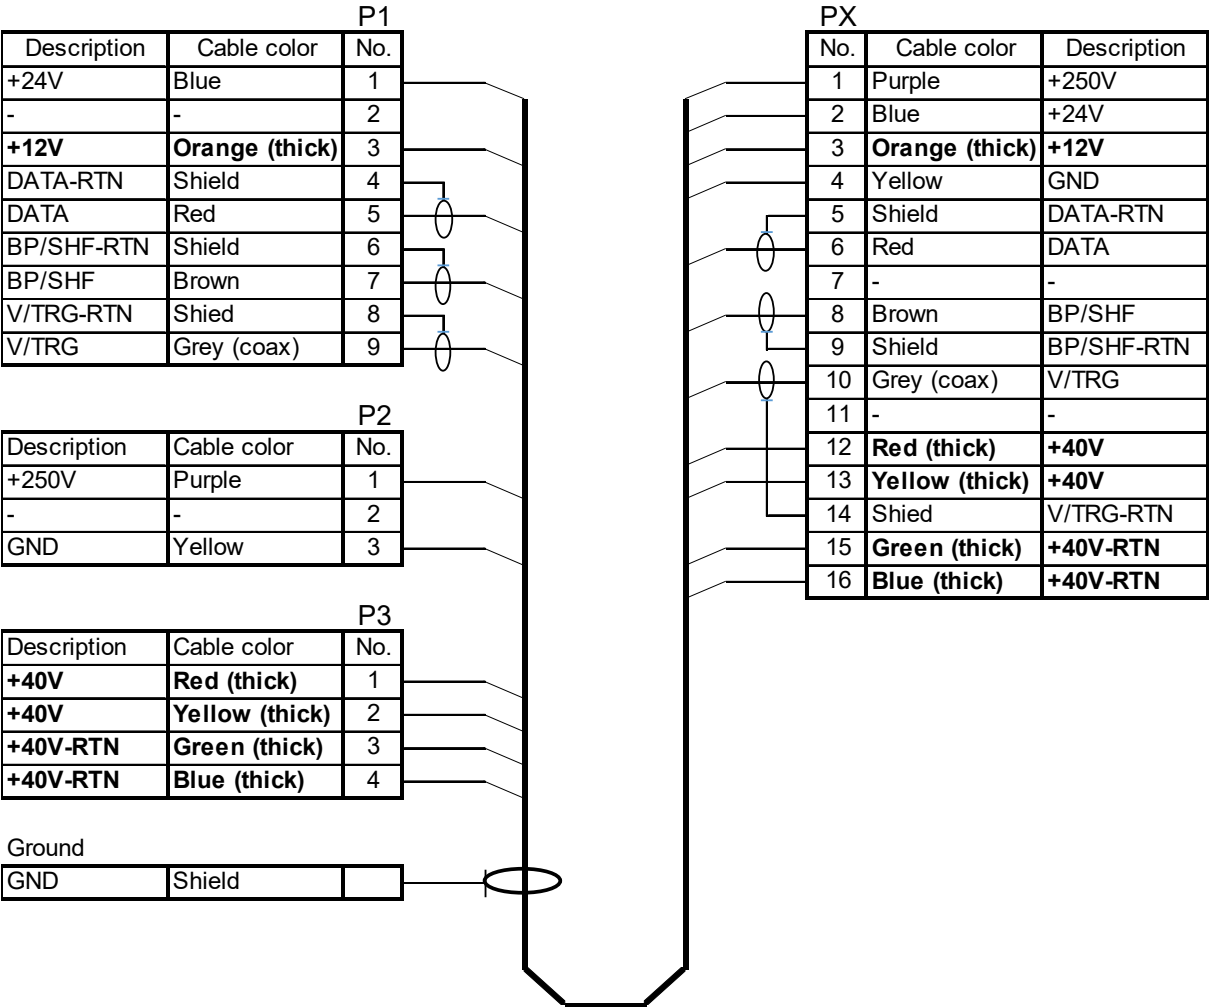 P1
Description Cable color No.
+24V Blue 1
- - 2
+12V Orange (thick) 3
DATA-RTN Shield 4
DATA Red 5
BP/SHF-RTN Shield 6
BP/SHF Brown 7
V/TRG-RTN Shied 8
V/TRG Grey (coax) 9
P2
Description Cable color No.
+250V Purple 1
- - 2
GND Yellow 3
P3
Description Cable color No.
+40V Red (thick) 1
+40V Yellow (thick) 2
+40V-RTN Green (thick) 3
+40V-RTN Blue (thick) 4
Ground
GND Shield
PX
No. Cable color Description
1 Purple +250V
2 Blue +24V
3 Orange (thick) +12V
4 Yellow GND
5 Shield DATA-RTN
6 Red DATA
7 - -
8 Brown BP/SHF
9 Shield BP/SHF-RTN
10 Grey (coax) V/TRG
11 - -
12 Red (thick) +40V
13 Yellow (thick) +40V
14 Shied V/TRG-RTN
15 Green (thick) +40V-RTN
16 Blue (thick) +40V-RTN